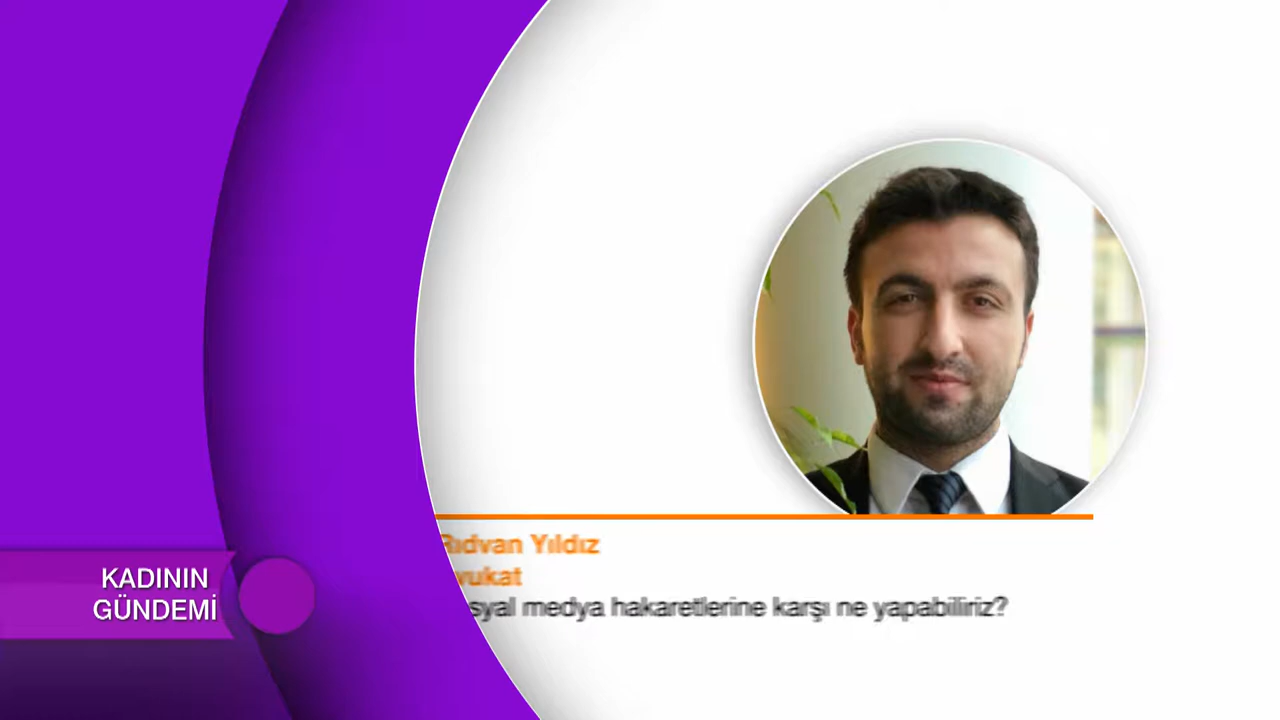 Rıdvan Yıldız
vukat
syal medya hakaretlerine karşı ne yapabiliriz?
KADININ
GÜNDEMİ